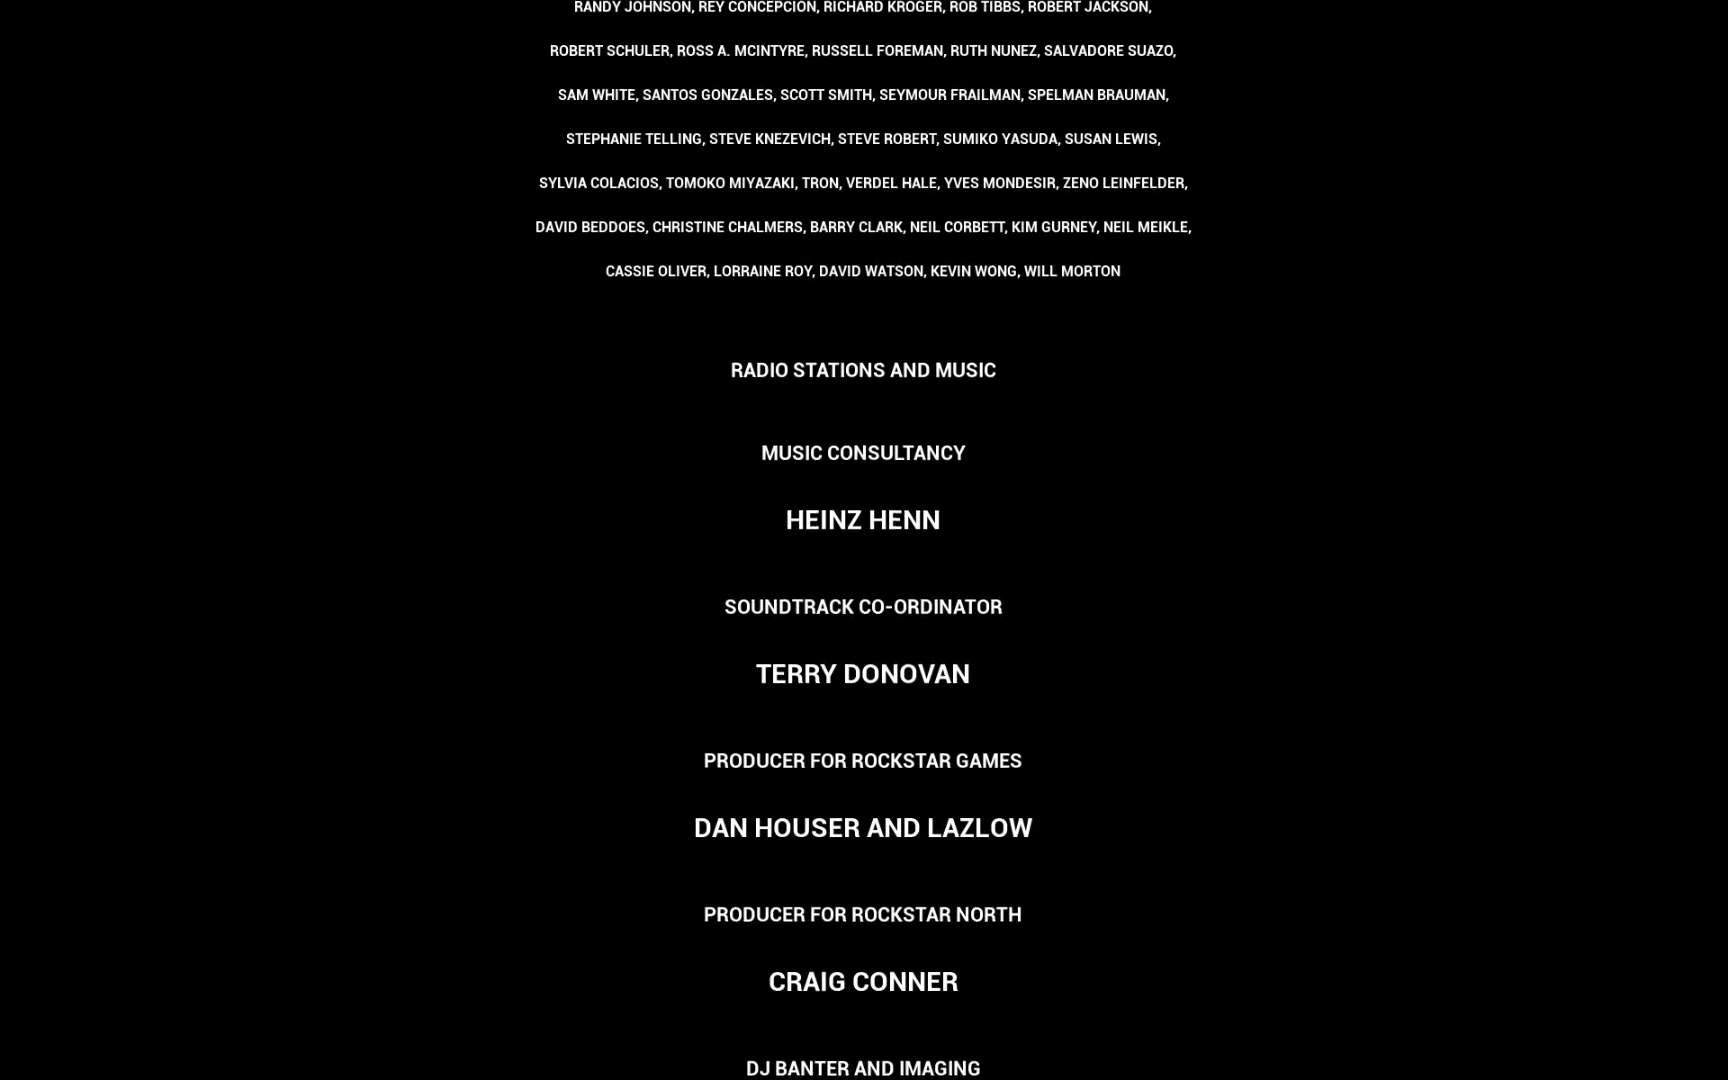 RANDY JOHNSON, REY CONCEPCION, RICHARD KROGER, ROB TIBBS, ROBERT JACKSON,
ROBERT SCHULER, ROSS A. MCINTYRE, RUSSELL FOREMAN, RUTH NUNEZ, SALVADORE SUAZO,
SAM WHITE, SANTOS GONZALES, SCOTT SMITH, SEYMOUR FRAILMAN, SPELMAN BRAUMAN,
STEPHANIE TELLING, STEVE KNEZEVICH, STEVE ROBERT, SUMIKO YASUDA, SUSAN LEWIS,
SYLVIA COLACIOS, TOMOKO MIYAZAKI, TRON, VERDEL HALE, YVES MONDESIR, ZENO LEINFELDER,
DAVID BEDDOES, CHRISTINE CHALMERS, BARRY CLARK, NEIL CORBETT, KIM GURNEY, NEIL MEIKLE,
CASSIE OLIVER, LORRAINE ROY, DAVID WATSON, KEVIN WONG, WILL MORTON
RADIO STATIONS AND MUSIC
MUSIC CONSULTANCY
HEINZ HENN
SOUNDTRACK CO-ORDINATOR
TERRY DONOVAN
PRODUCER FOR ROCKSTAR GAMES
DAN HOUSER AND LAZLOW
PRODUCER FOR ROCKSTAR NORTH
CRAIG CONNER
DJ BANTER AND IMAGING